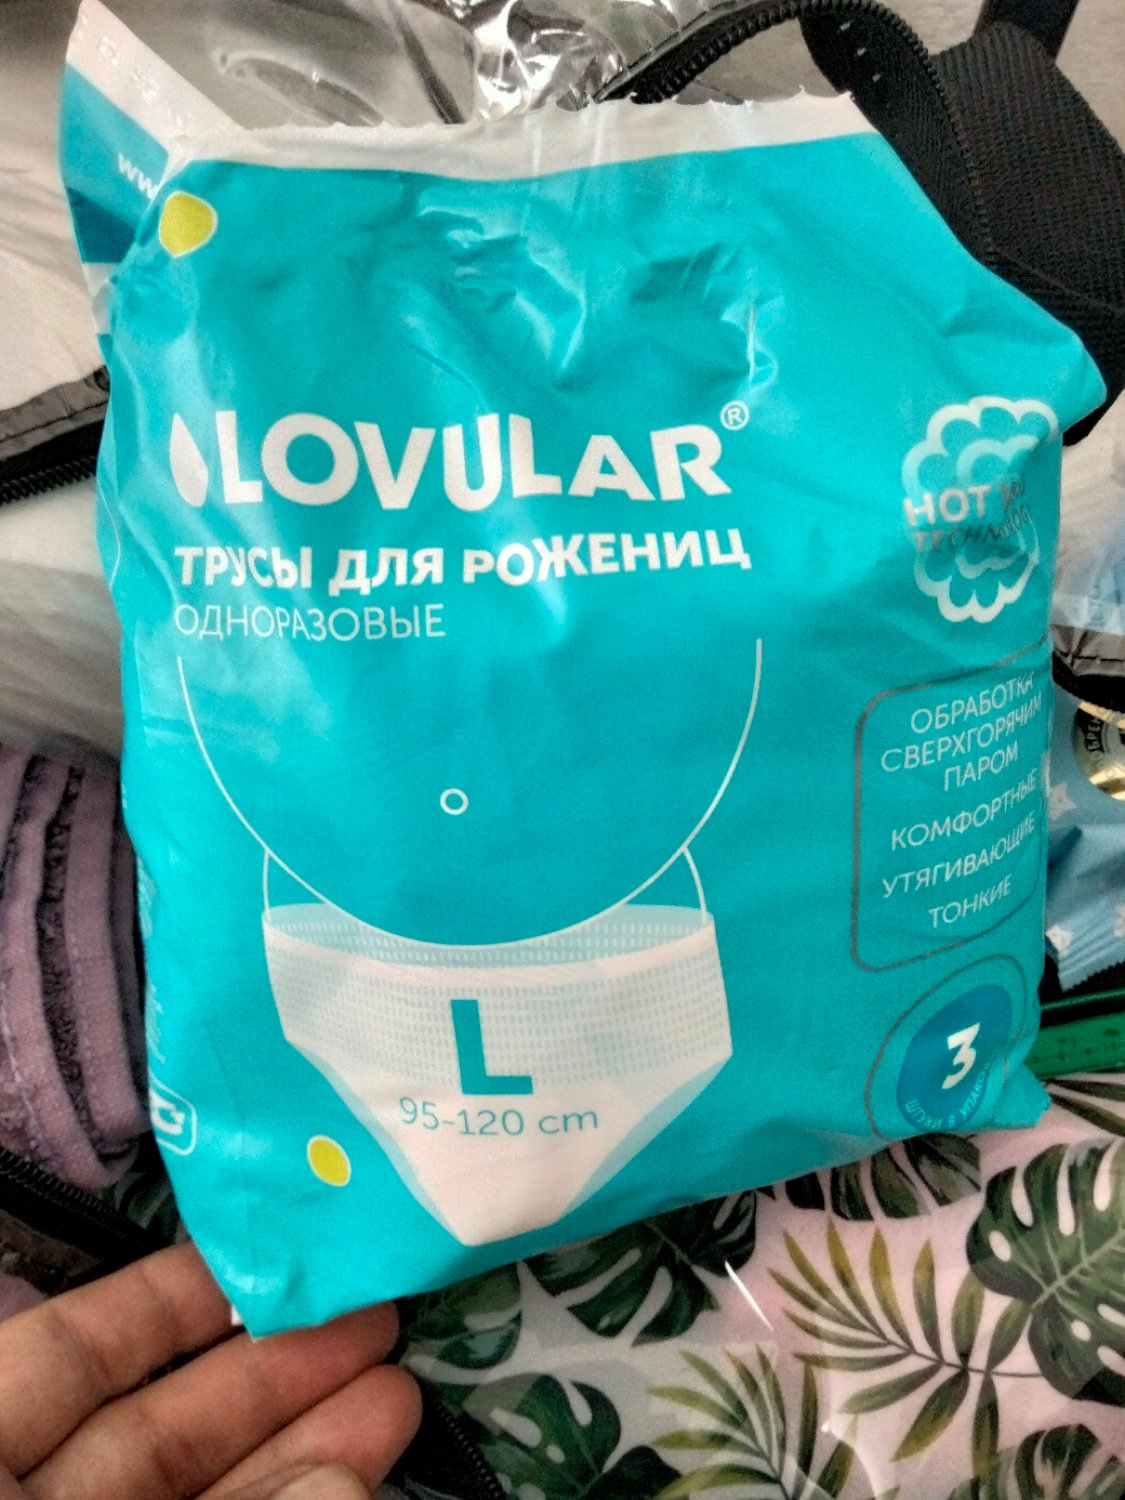 LOVULAR®
ТРУСЫ ДЛЯ РОЖЕНИЦ
ОДНОРАЗОВЫЕ
HOT
ОБРАБОТКА
СВЕРХГОРЯЧИМ
ПАРОМ
КОМФОРТНЫЕ
УТЯГИВАЮЩИЕ
ТОНКИЕ
L
95-120 cm
3